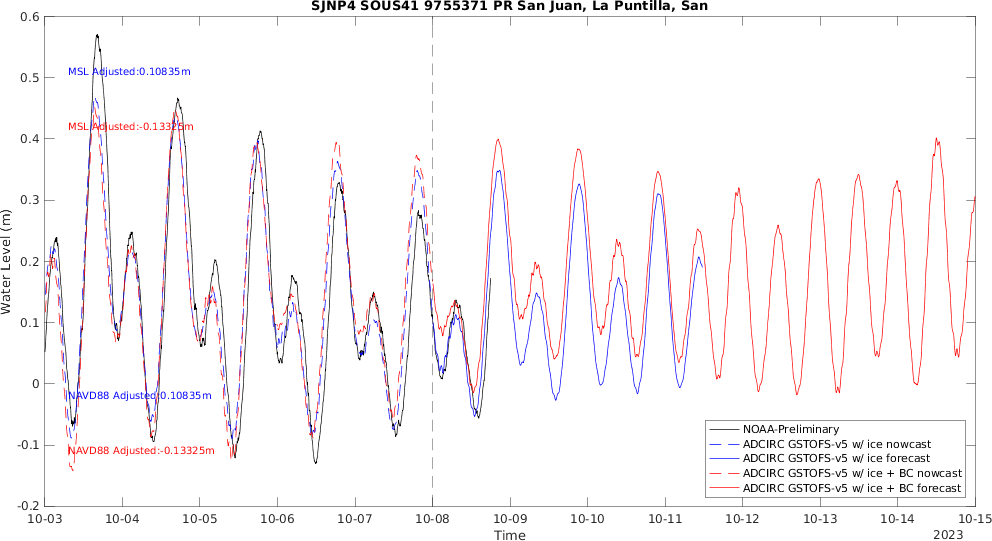 SJNP4 SOUS41 9755371 PR San Juan, La Puntilla, San
0.6
0.5
0.4
0.3
0.2
0.1
0
-0.1
-0.2
Water Level (m)
MSL Adjusted:0.10835m
MSL Adjusted:-0.13325m
NAVD88 Adjusted:0.10835m
NAVD88 Adjusted:-0.13325m
NOAA-Preliminary
ADCIRC GSTOFS-v5 w/ ice nowcast
ADCIRC GSTOFS-v5 w/ ice forecast
ADCIRC GSTOFS-v5 w/ ice + BC nowcast
ADCIRC GSTOFS-v5 w/ ice + BC forecast
10-03 10-04 10-05 10-06 10-07 10-08 10-09 10-10 10-11 10-12 10-13 10-14 10-15
Time
2023